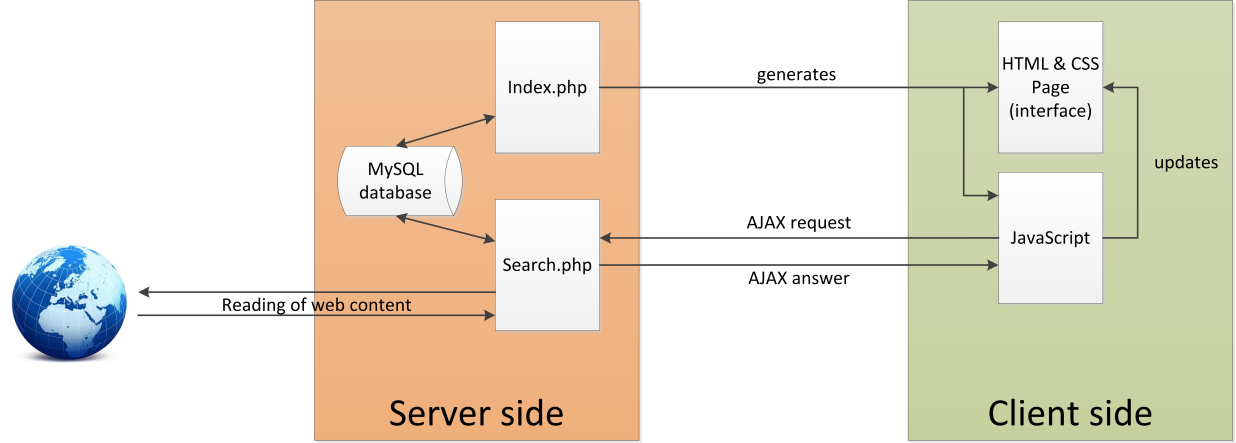 Index.php
generates
HTML & CSS
Page
(interface)
MySQL
database
updates
AJAX request
JavaScript
Search.php
AJAX answer
Reading of web content
Server side
Client side